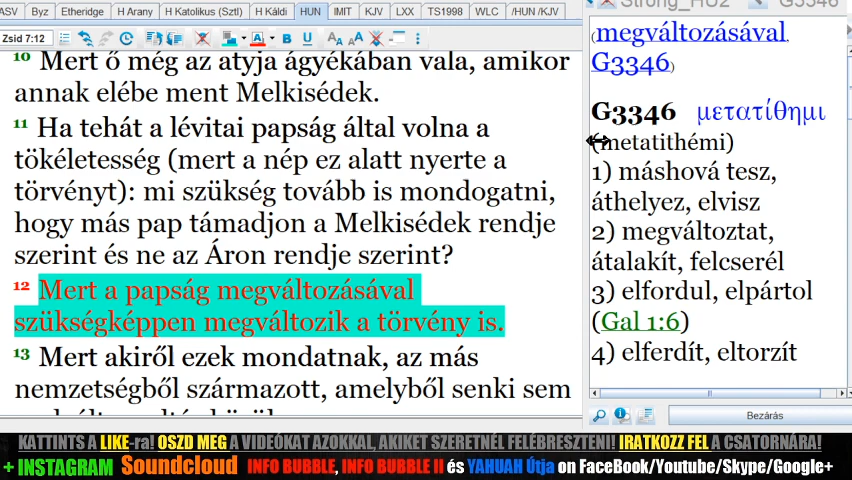 ASV Byz Etheridge H Arany H Katolikus (SztI) H Káldi HUN IMIT KJV LXX TS1998 WLC /HUN /KJV
Zsid 7:12
B U AA
10 Mert ő még az atyja ágyékában vala, amikor
annak elébe ment Melkisédek.
11 Ha tehát a lévitai papság által volna a
tökéletesség (mert a nép ez alatt nyerte a
törvényt): mi szükség tovább is mondogatni,
hogy más pap támadjon a Melkisédek rendje
szerint és ne az Áron rendje szerint?
12 Mert a papság megváltozásával
szükségképpen megváltozik a törvény is.
13 Mert akiről ezek mondatnak, az más
nemzetségből származott, amelyből senki sem
Strong_HU2 G3346
(megváltozásával
G3346)
G3346 μετατίθημι
(metatithémi)
1) máshová tesz,
áthelyez, elvisz
2) megváltoztat,
átalakít, felcserél
3) elfordul, elpártol
(Gal 1:6)
4) elferdít, eltorzít
Bezárás
KATTINTS A LIKE-ra! OSZD MEG A VIDEÓKAT AZOKKAL, AKIKET SZERETNÉL FELÉBRESZTENI! IRATKOZZ FEL A CSATORNÁRA!
+ INSTAGRAM Soundcloud INFO BUBBLE, INFO BUBBLE II és YAHUAH Útja on FaceBook/Youtube/Skype/Google+